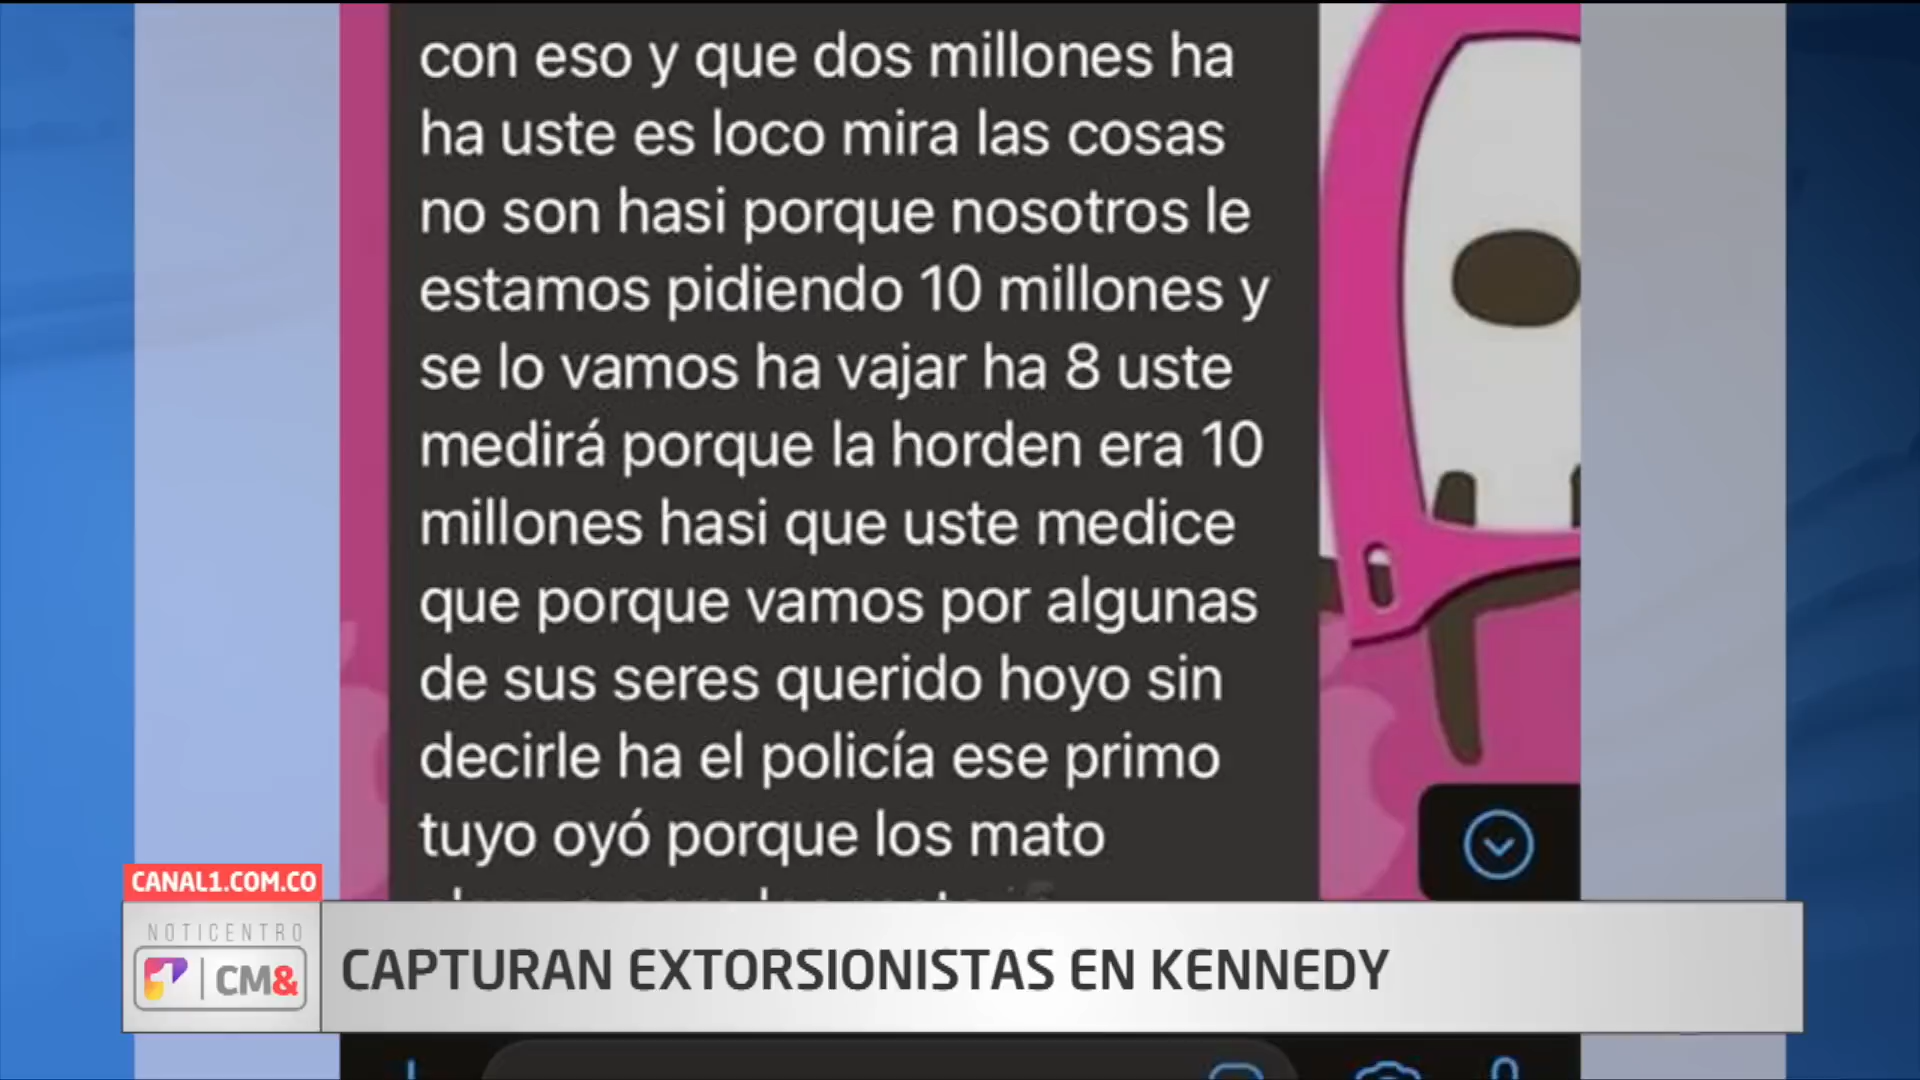 con eso y que dos millones ha
ha uste es loco mira las cosas
no son hasi porque nosotros le
estamos pidiendo 10 millones y
se lo vamos ha vajar ha 8 uste
medirá porque la horden era 10
millones hasi que uste medice
que porque vamos por algunas
de sus seres querido hoyo sin
decirle ha el policía ese primo
tuyo oyó porque los mato
CANAL1.COM.CO
NOTICENTRO
1 | CM&
CAPTURAN EXTORSIONISTAS EN KENNEDY